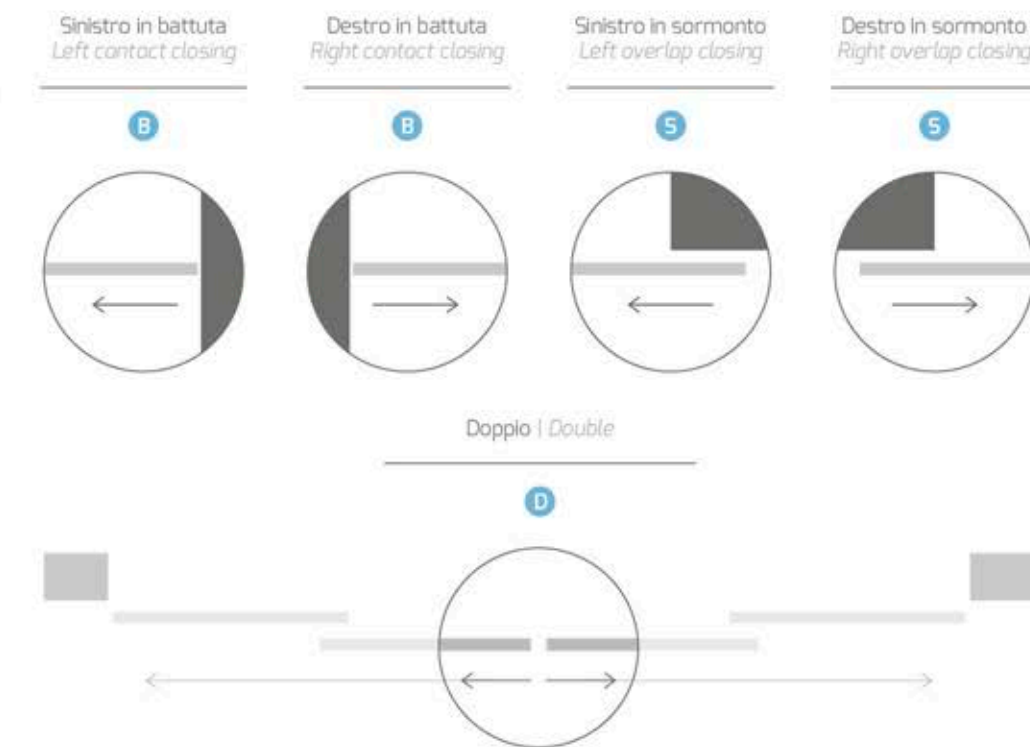 Sinistro in battuta
Left contact closing
Destro in battuta
Right contact closing
Sinistro in sormonto
Left overlap closing
Destro in sormonto
Right overlap closing
B
B
S
S
Doppio | Double
D